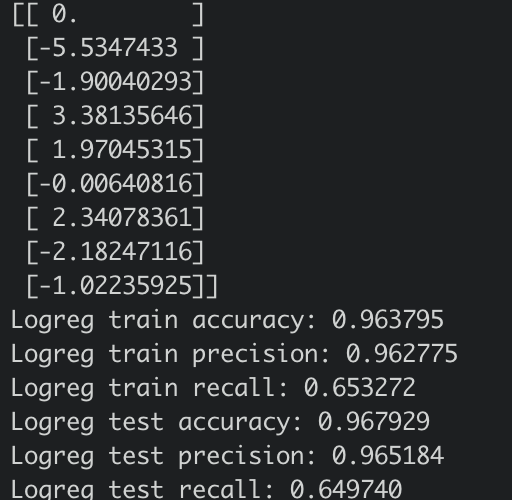 [[ 0.        ]
 [-5.5347433 ]
 [-1.90040293]
 [ 3.38135646]
 [ 1.97045315]
 [-0.00640816]
 [ 2.34078361]
 [-2.18247116]
 [-1.02235925]]
Logreg train accuracy: 0.963795
Logreg train precision: 0.962775
Logreg train recall: 0.653272
Logreg test accuracy: 0.967929
Logreg test precision: 0.965184
Logreg test recall: 0.649740